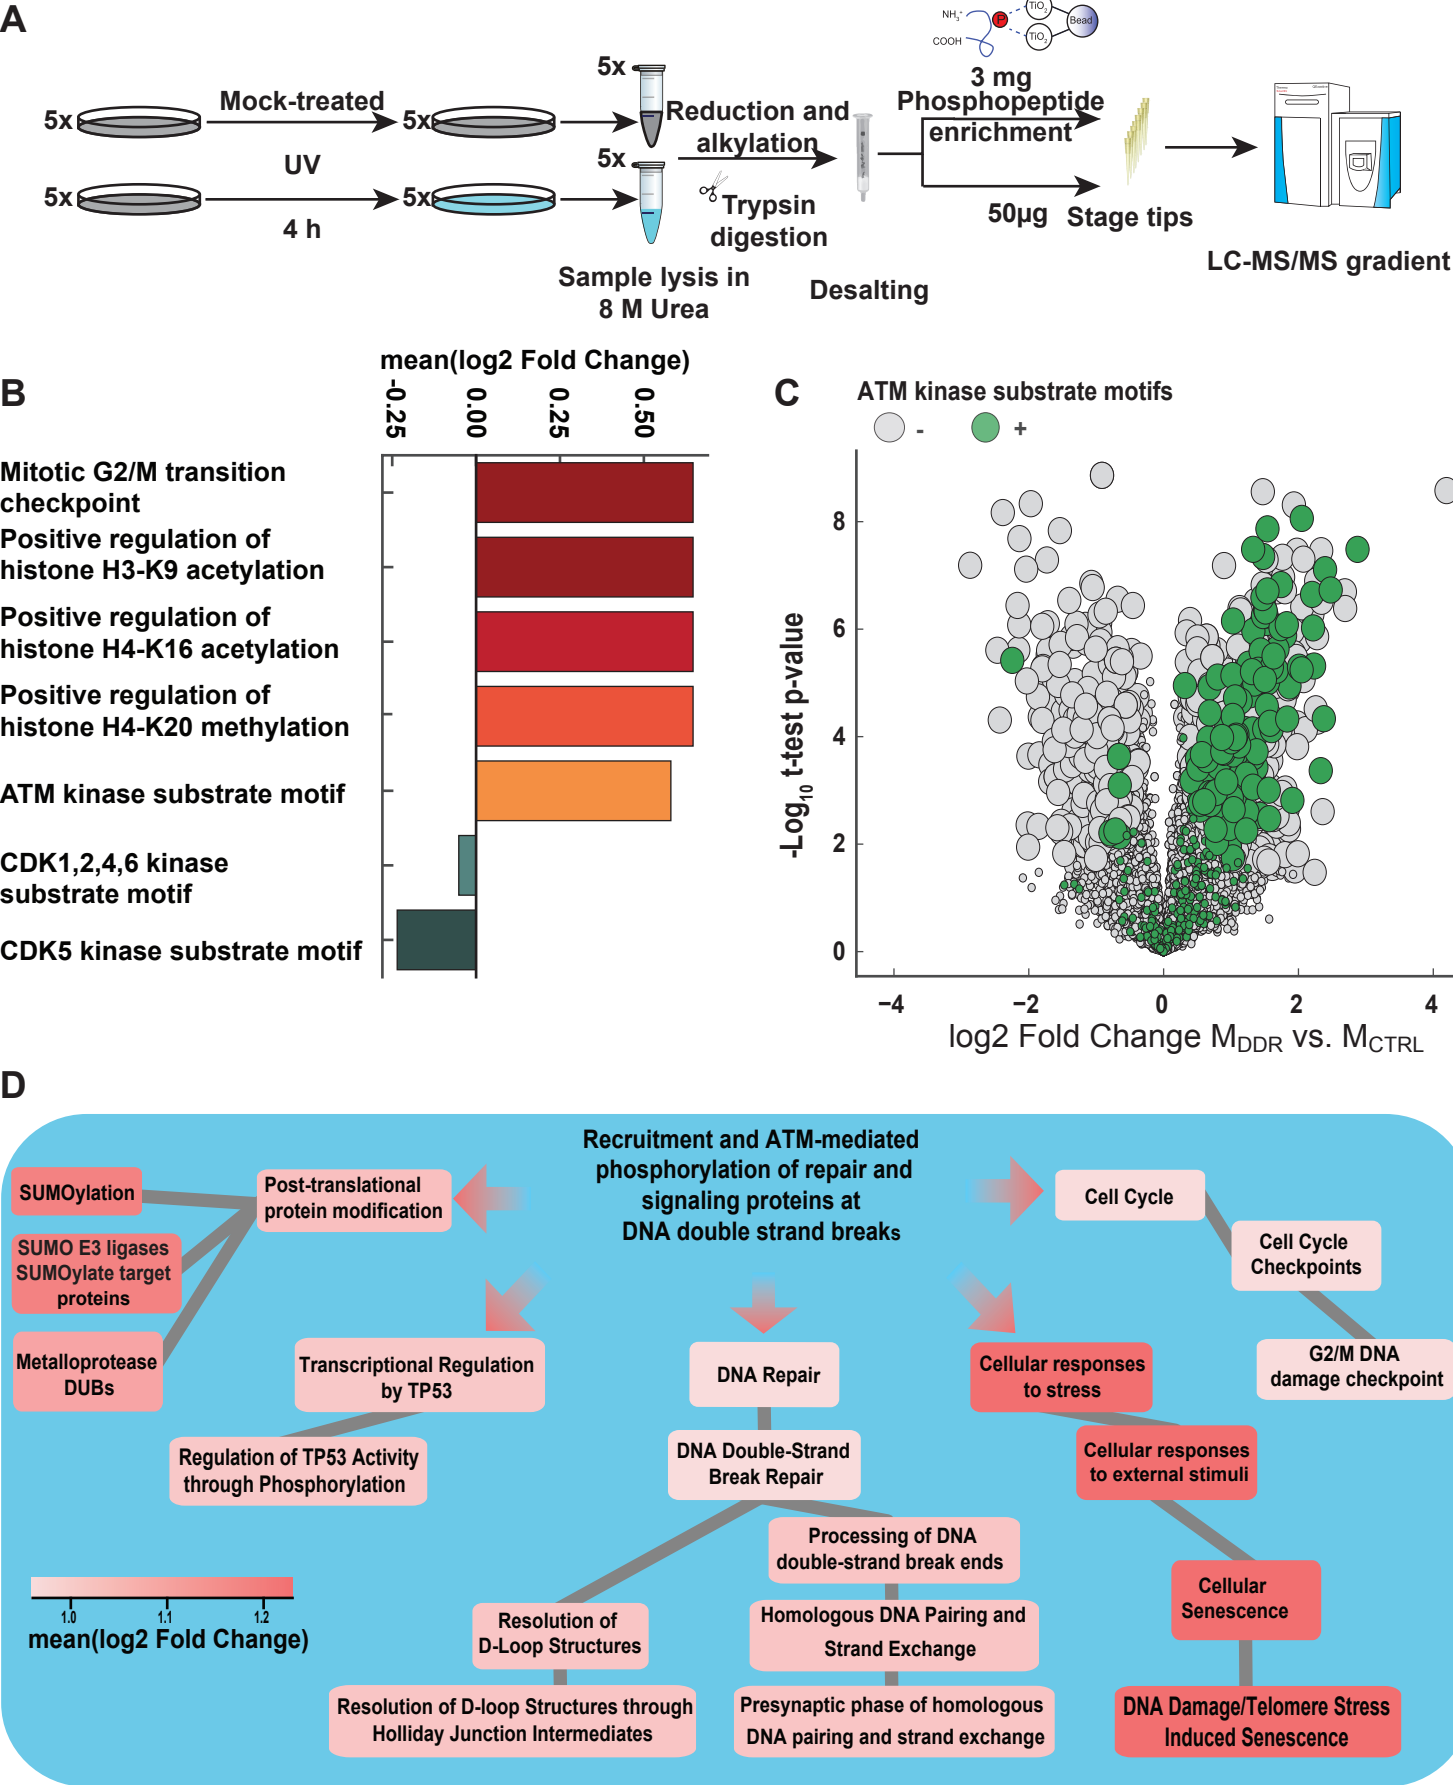 A
NH3+
COOH
P
TiO2
TiO2
Bead
5x
Mock-treated
5x
5x
Reduction and
alkylation
3 mg
Phosphopeptide
enrichment
UV
5x
5x
4 h
5x
Trypsin
digestion
50µg
Stage tips
Sample lysis in
8 M Urea
Desalting
LC-MS/MS gradient
B
mean(log2 Fold Change)
-0.25
0.00
0.25
0.50
Mitotic G2/M transition
checkpoint
Positive regulation of
histone H3-K9 acetylation
Positive regulation of
histone H4-K16 acetylation
Positive regulation of
histone H4-K20 methylation
ATM kinase substrate motif
CDK1,2,4,6 kinase
substrate motif
CDK5 kinase substrate motif
C
ATM kinase substrate motifs
-
+
-Log10 t-test p-value
8
6
4
2
0
−4
−2
0
2
4
log2 Fold Change MDDR vs. MCTRL
D
Recruitment and ATM-mediated
phosphorylation of repair and
signaling proteins at
DNA double strand breaks
SUMOylation
Post-translational
protein modification
SUMO E3 ligases
SUMOylate target
proteins
Metalloprotease
DUBs
Cell Cycle
Cell Cycle
Checkpoints
G2/M DNA
damage checkpoint
Transcriptional Regulation
by TP53
Regulation of TP53 Activity
through Phosphorylation
DNA Repair
DNA Double-Strand
Break Repair
Cellular responses
to stress
Cellular responses
to external stimuli
Processing of DNA
double-strand break ends
Cellular
Senescence
Resolution of
D-Loop Structures
Homologous DNA Pairing and
Strand Exchange
Resolution of D-loop Structures through
Holliday Junction Intermediates
Presynaptic phase of homologous
DNA pairing and strand exchange
DNA Damage/Telomere Stress
Induced Senescence
1.0
1.1
1.2
mean(log2 Fold Change)